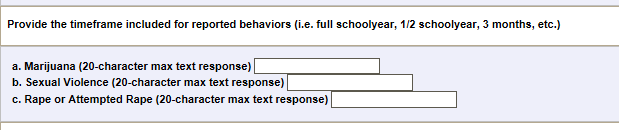 Provide the timeframe included for reported behaviors (i.e. full schoolyear, 1/2 schoolyear, 3 months, etc.)
a. Marijuana (20-character max text response)
b. Sexual Violence (20-character max text response)
c. Rape or Attempted Rape (20-character max text response)